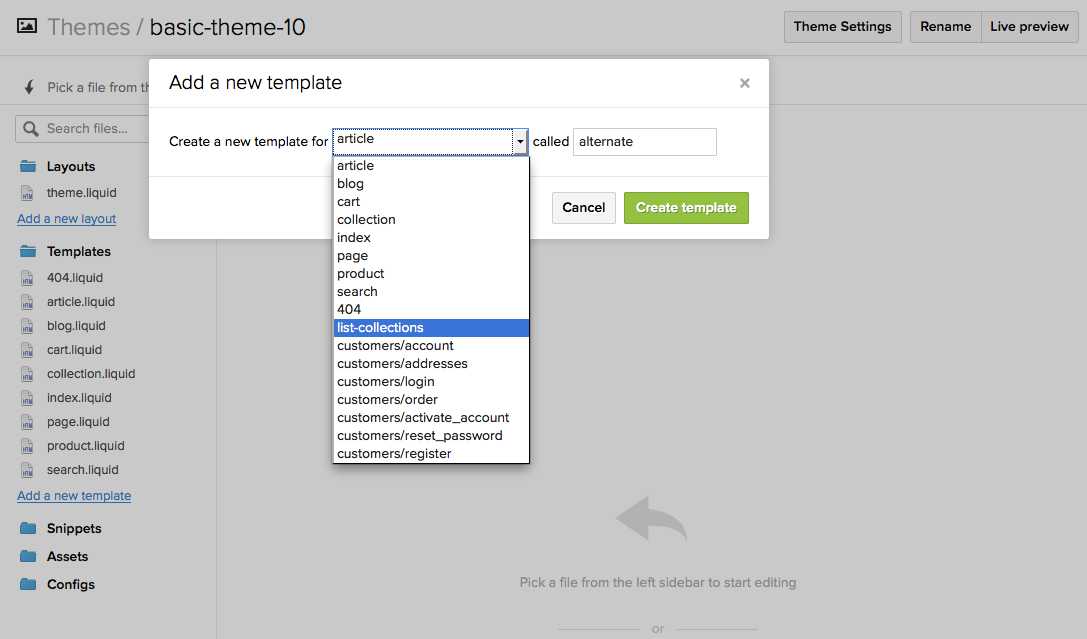 Themes / basic-theme-10
Theme Settings
Rename
Live preview
Pick a file from th
Add a new template
×
Search files...
Create a new template for article called alternate
Cancel
Create template
article
blog
cart
collection
index
page
product
search
404
list-collections
customers/account
customers/addresses
customers/login
customers/order
customers/activate_account
customers/reset_password
customers/register
Layouts
theme.liquid
Add a new layout
Templates
404.liquid
article.liquid
blog.liquid
cart.liquid
collection.liquid
index.liquid
page.liquid
product.liquid
search.liquid
Add a new template
Snippets
Assets
Configs
Pick a file from the left sidebar to start editing
or